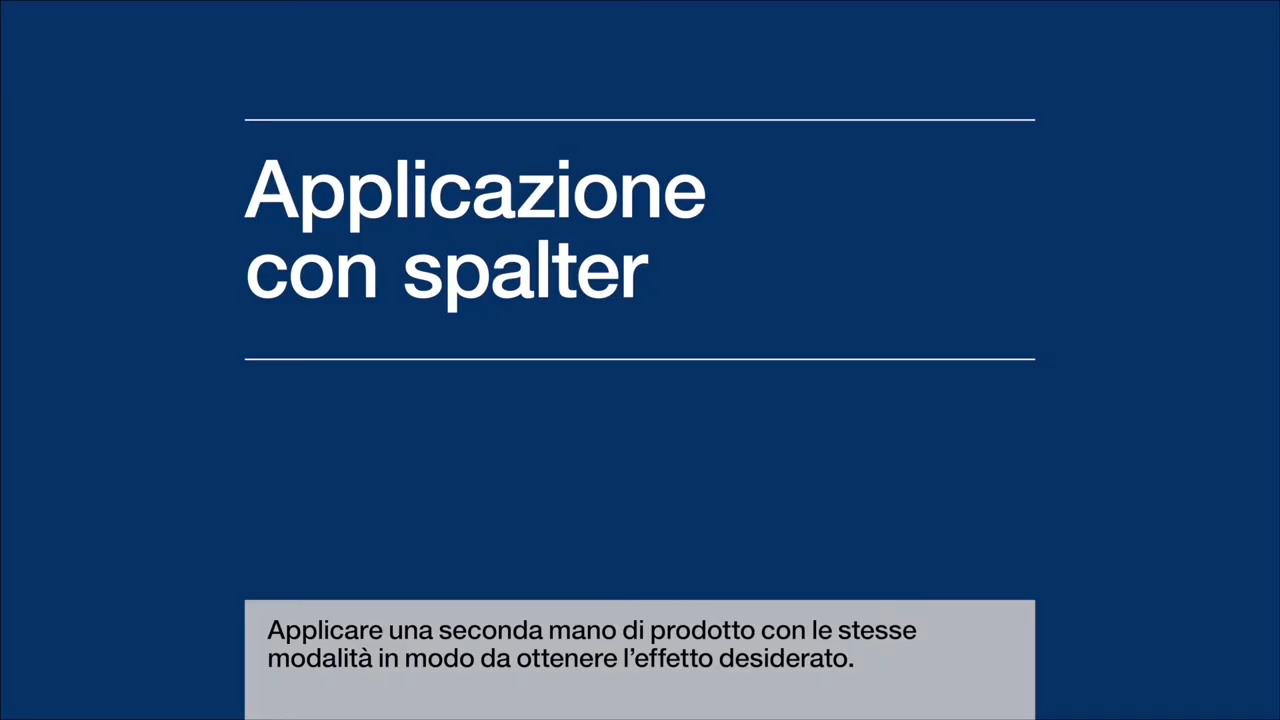 Applicazione
con spalter
Applicare una seconda mano di prodotto con le stesse
modalità in modo da ottenere l’effetto desiderato.